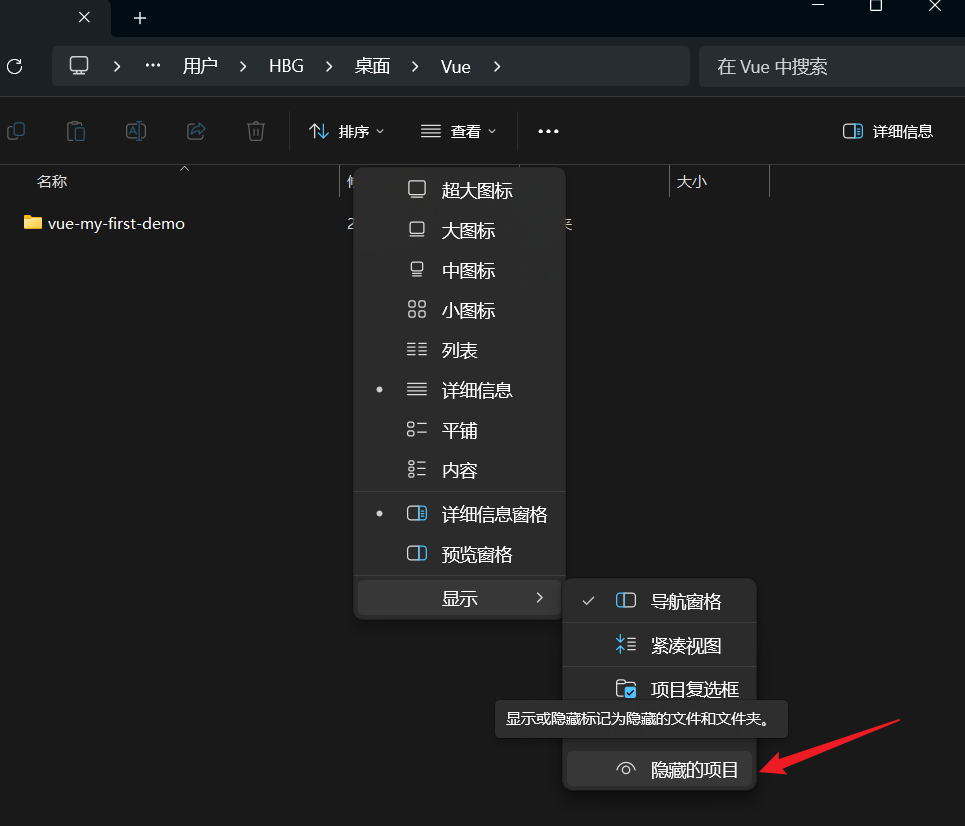 用户 HBG 桌面 Vue 在 Vue 中搜索
排序 查看 详细信息
名称 大小
vue-my-first-demo
超大图标
大图标
中图标
小图标
列表
详细信息
平铺
内容
详细信息窗格
预览窗格
显示
导航窗格
紧凑视图
项目复选框
显示或隐藏标记为隐藏的文件和文件夹。
隐藏的项目